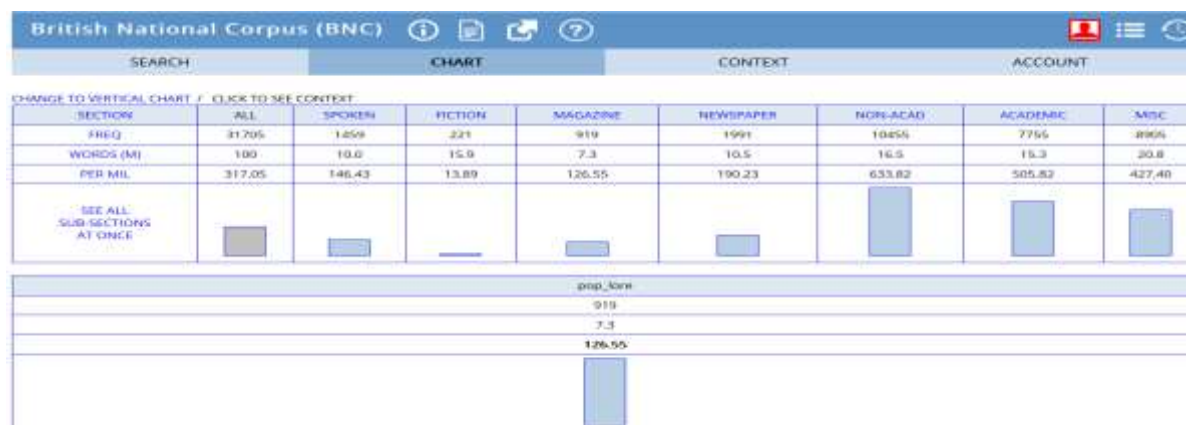 British National Corpus (BNC)
SEARCH CHART CONTEXT ACCOUNT
CHANGE TO VERTICAL CHART / CLICK TO SEE CONTEXT
SECTION ALL SPOKEN FICTION MAGAZINE NEWSPAPER NON-ACAD ACADEMIC MISC
FREQ 31705 1459 221 919 1991 10455 7755 8905
WORDS (M) 100 10.0 15.9 7.3 10.5 16.5 15.3 20.8
PER MIL 317.05 146.43 13.89 126.55 190.23 633.82 505.82 427.40
SEE ALL
SUB-SECTIONS
AT ONCE
pop_lore
919
7.3
126.55